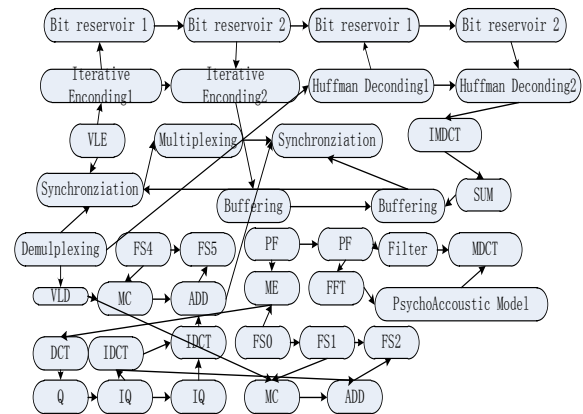 Bit reservoir 1
Bit reservoir 2
Bit reservoir 1
Bit reservoir 2
Iterative
Enconding1
Iterative
Enconding2
Huffman Deconding1
Huffman Deconding2
VLE
Multiplexing
Synchronziation
IMDCT
Synchronziation
Buffering
Buffering
SUM
Demulplexing
FS4
FS5
PF
PF
Filter
MDCT
VLD
MC
ADD
ME
FFT
PsychoAccoustic Model
DCT
IDCT
IDCT
FS0
FS1
FS2
Q
IQ
IQ
MC
ADD